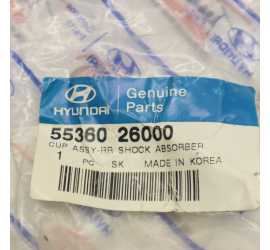 HYUNDAI
Genuine
Parts
55360 26000
CUP ASSY-RR SHOCK ABSORBER
1 PC SK MADE IN KOREA